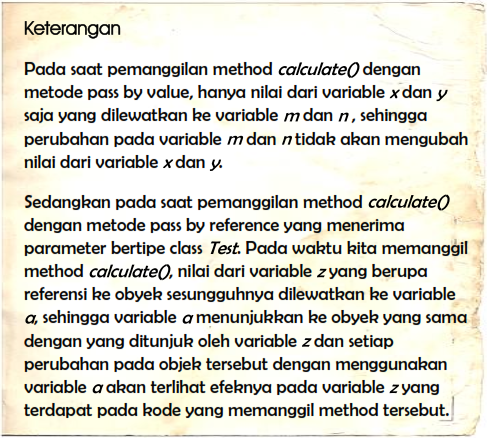 Keterangan
Pada saat pemanggilan method calculate() dengan
metode pass by value, hanya nilai dari variable x dan y
saja yang dilewatkan ke variable m dan n , sehingga
perubahan pada variable m dan n tidak akan mengubah
nilai dari variable x dan y.
Sedangkan pada saat pemanggilan method calculate()
dengan metode pass by reference yang menerima
parameter bertipe class Test. Pada waktu kita memanggil
method calculate(), nilai dari variable z yang berupa
referensi ke obyek sesungguhnya dilewatkan ke variable
a, sehingga variable a menunjukkan ke obyek yang sama
dengan yang ditunjuk oleh variable z dan setiap
perubahan pada objek tersebut dengan menggunakan
variable a akan terlihat efeknya pada variable z yang
terdapat pada kode yang memanggil method tersebut.